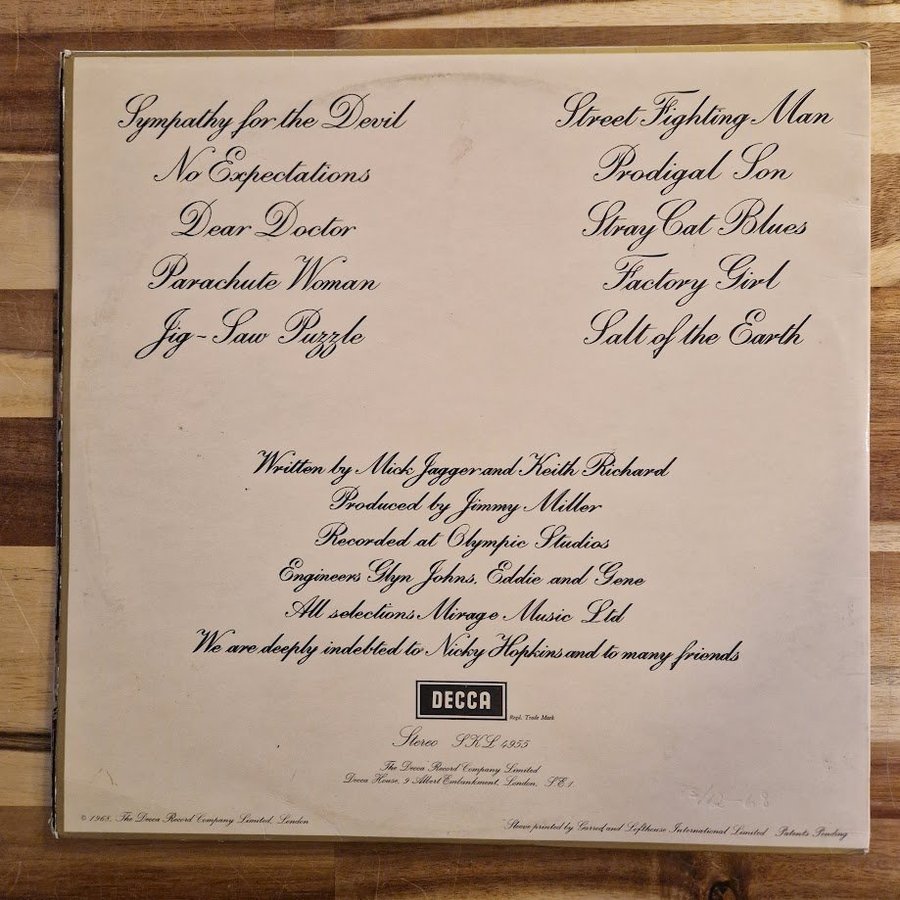 Sympathy for the Devil
No Expectations
Dear Doctor
Parachute Woman
Jig-Saw Puzzle
Street Fighting Man
Prodigal Son
Stray Cat Blues
Factory Girl
Salt of the Earth
Written by Mick Jagger and Keith Richard
Produced by Jimmy Miller
Recorded at Olympic Studios
Engineers Glyn Johns, Eddie and Gene
All selections Mirage Music Ltd
We are deeply indebted to Nicky Hopkins and to many friends
DECCA
Regd. Trade Mark
Stereo SKL 4955
The Decca Record Company Limited
Decca House, 9 Albert Embankment, London, S E 1.
© 1968, The Decca Record Company Limited, London
Sleeve printed by Garrod and Lofthouse International Limited Patents Pending